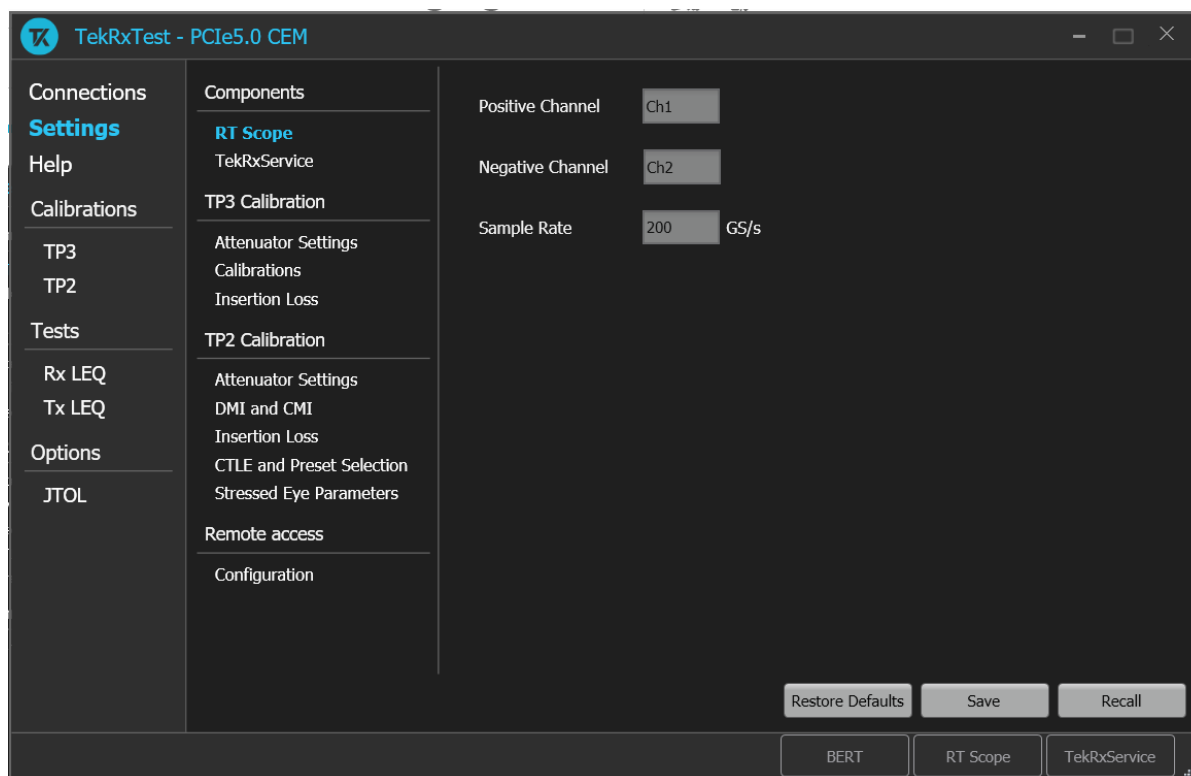 TekRxTest - PCIe5.0 CEM
Connections
Settings
Help
Calibrations
TP3
TP2
Tests
Rx LEQ
Tx LEQ
Options
JTOL
Components
RT Scope
TekRxService
TP3 Calibration
Attenuator Settings
Calibrations
Insertion Loss
TP2 Calibration
Attenuator Settings
DMI and CMI
Insertion Loss
CTLE and Preset Selection
Stressed Eye Parameters
Remote access
Configuration
Positive Channel Ch1
Negative Channel Ch2
Sample Rate 200 GS/s
Restore Defaults Save Recall
BERT RT Scope TekRxService